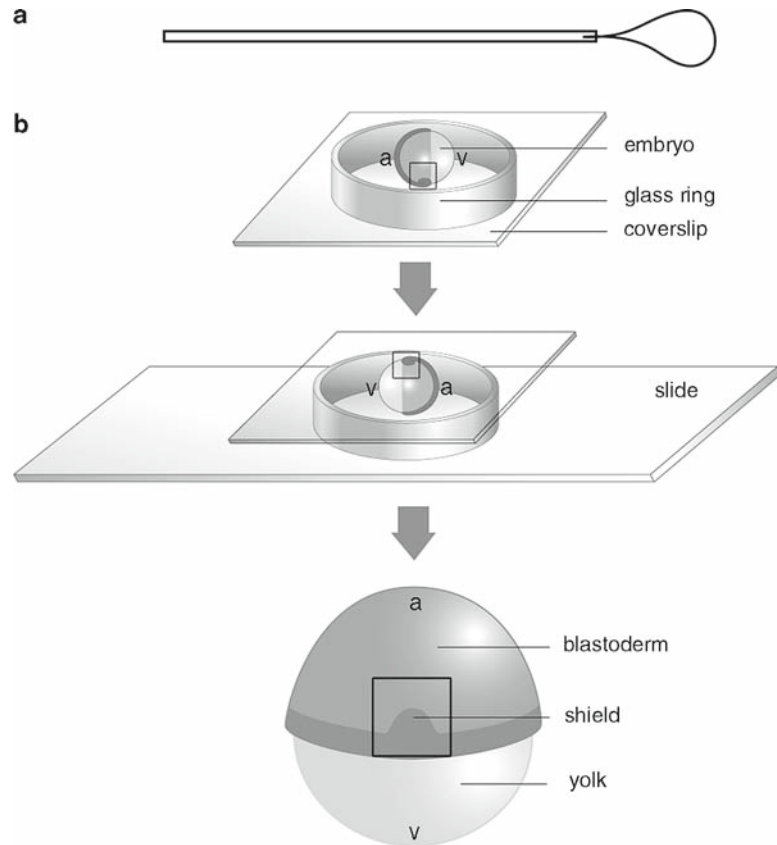 a
b
a v
embryo
glass ring
coverslip
v a
slide
a
blastoderm
shield
yolk
v